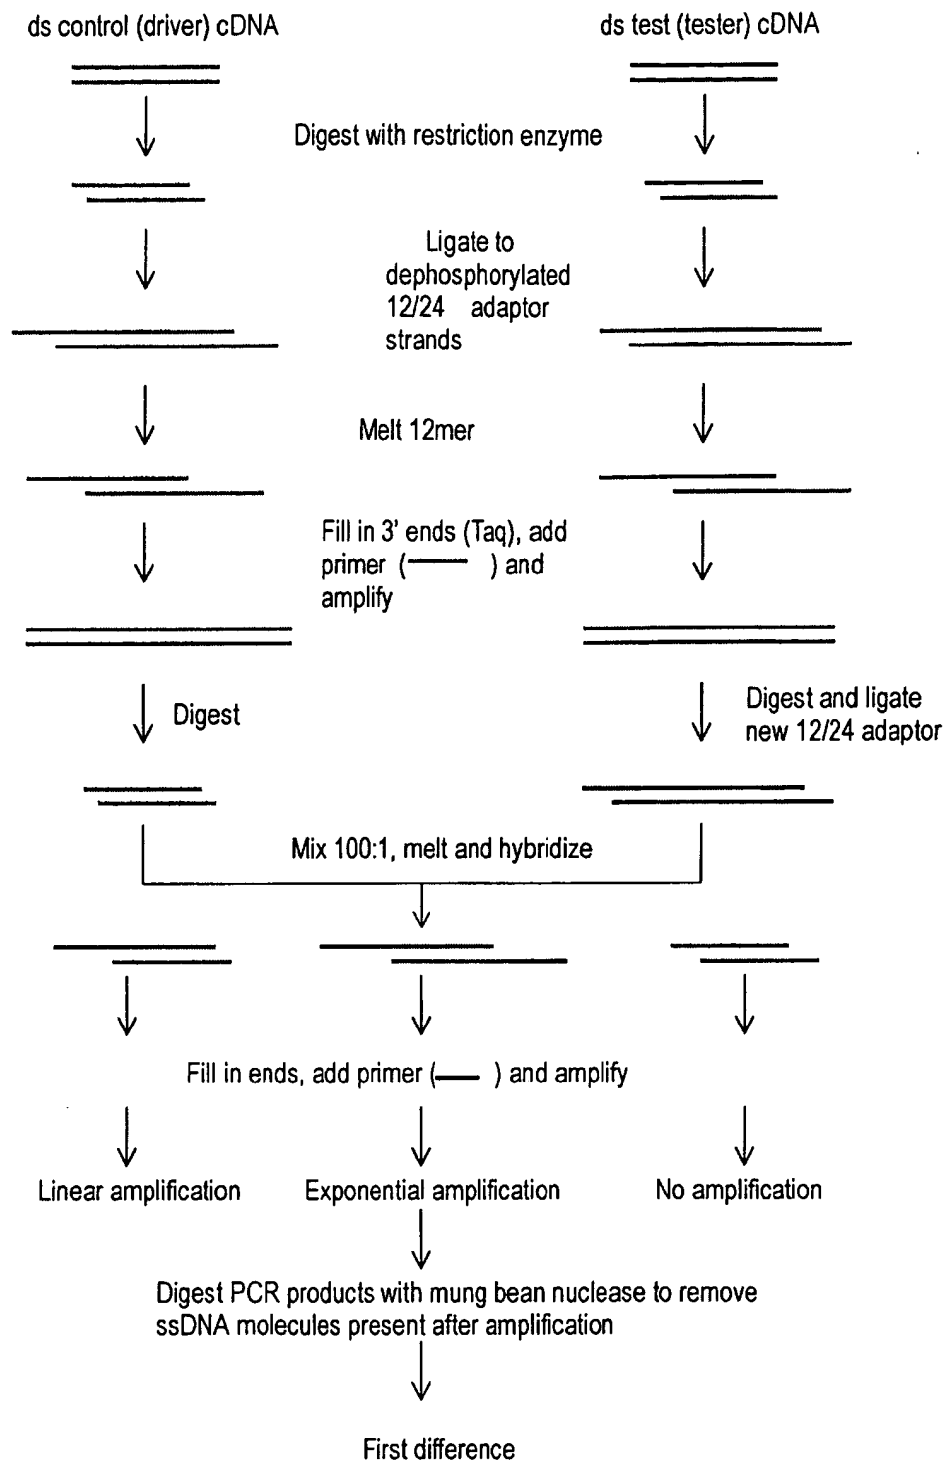 ds control (driver) cDNA
ds test (tester) cDNA
Digest with restriction enzyme
Ligate to
dephosphorylated
12/24 adaptor
strands
Melt 12mer
Fill in 3' ends (Taq), add
primer ( ) and
amplify
Digest
Digest and ligate
new 12/24 adaptor
Mix 100:1, melt and hybridize
Fill in ends, add primer ( ) and amplify
Linear amplification
Exponential amplification
No amplification
Digest PCR products with mung bean nuclease to remove
ssDNA molecules present after amplification
First difference